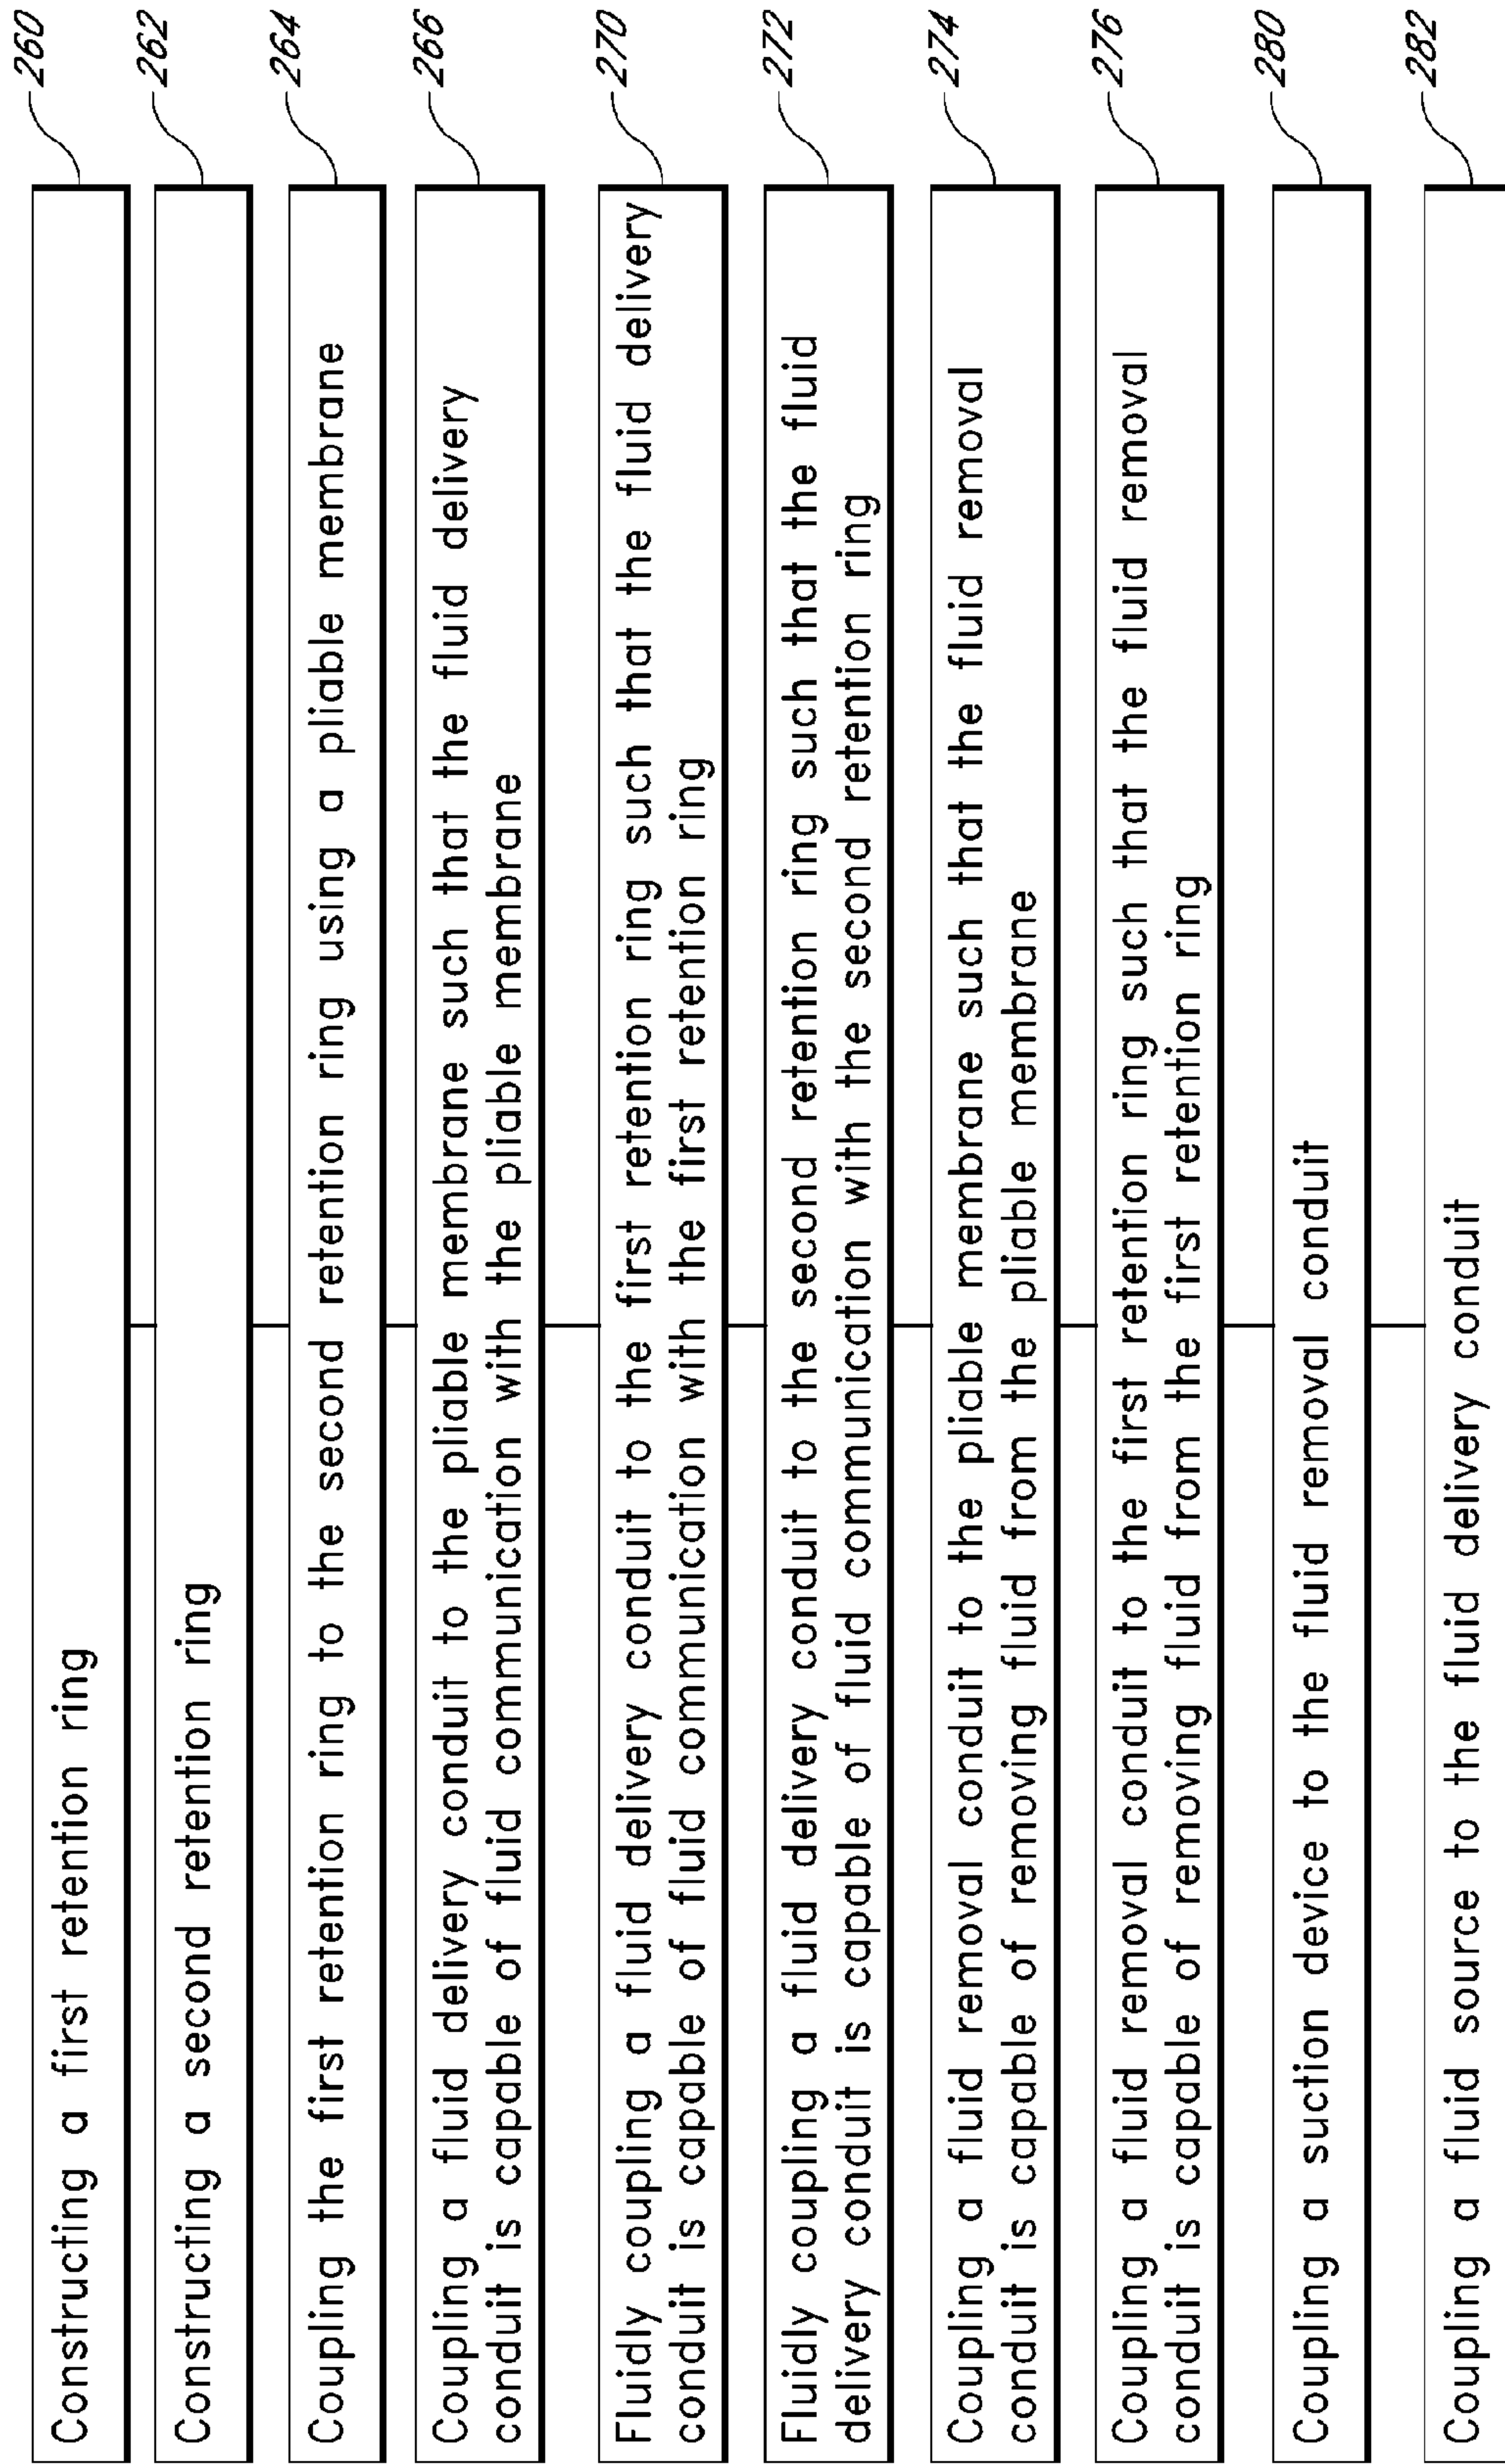 Constructing a first retention ring
260
Constructing a second retention ring
262
Coupling the first retention ring to the second retention ring using a pliable membrane
264
Coupling a fluid delivery conduit to the pliable membrane such that the fluid delivery
conduit is capable of fluid communication with the pliable membrane
266
Fluidly coupling a fluid delivery conduit to the first retention ring such that the fluid delivery
conduit is capable of fluid communication with the first retention ring
270
Fluidly coupling a fluid delivery conduit to the second retention ring such that the fluid
delivery conduit is capable of fluid communication with the second retention ring
272
Coupling a fluid removal conduit to the pliable membrane such that the fluid removal
conduit is capable of removing fluid from the pliable membrane
274
Coupling a fluid removal conduit to the first retention ring such that the fluid removal
conduit is capable of removing fluid from the first retention ring
276
Coupling a suction device to the fluid removal conduit
280
Coupling a fluid source to the fluid delivery conduit
282